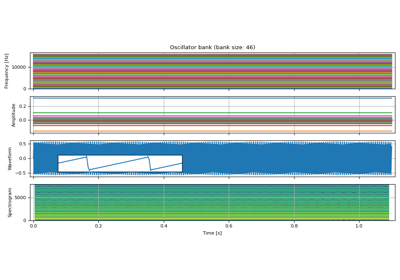 Oscillator bank (bank size: 46)
Frequency [Hz]
10000
0
Amplitude
0.2
0.0
Waveform
0.5
0.0
−0.5
Spectrogram
5000
0
0.0 0.2 0.4 0.6 0.8 1.0
Time [s]